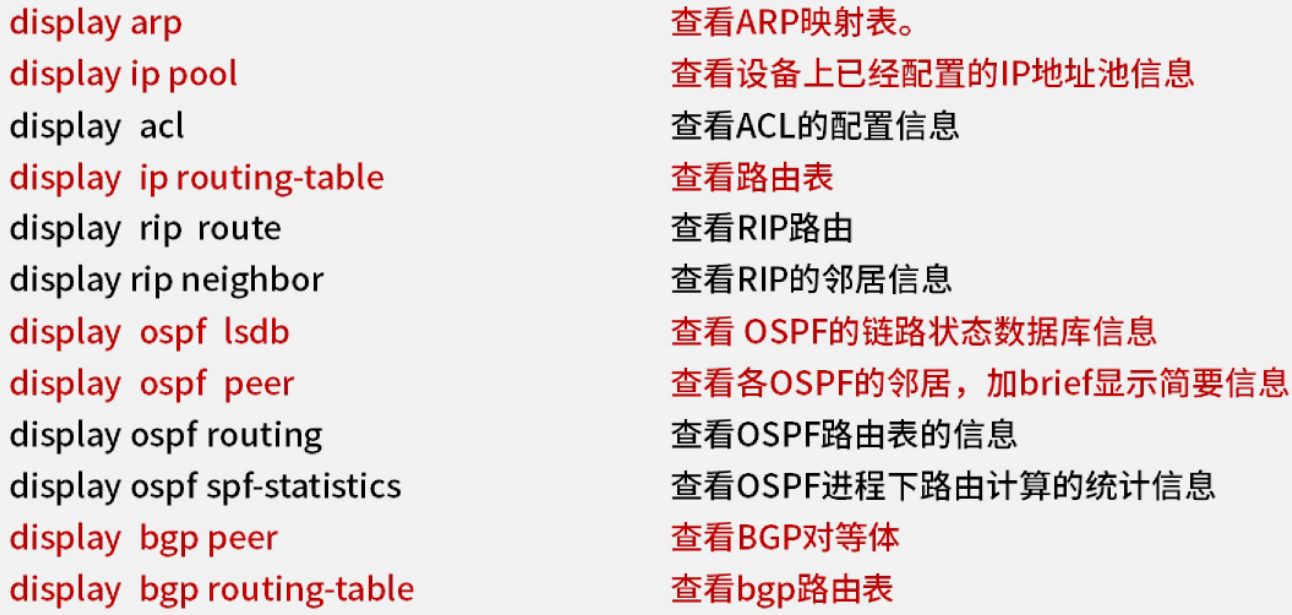 display arp 查看ARP映射表。
display ip pool 查看设备上已经配置的IP地址池信息
display acl 查看ACL的配置信息
display ip routing-table 查看路由表
display rip route 查看RIP路由
display rip neighbor 查看RIP的邻居信息
display ospf lsdb 查看 OSPF的链路状态数据库信息
display ospf peer 查看各OSPF的邻居，加brief显示简要信息
display ospf routing 查看OSPF路由表的信息
display ospf spf-statistics 查看OSPF进程下路由计算的统计信息
display bgp peer 查看BGP对等体
display bgp routing-table 查看bgp路由表